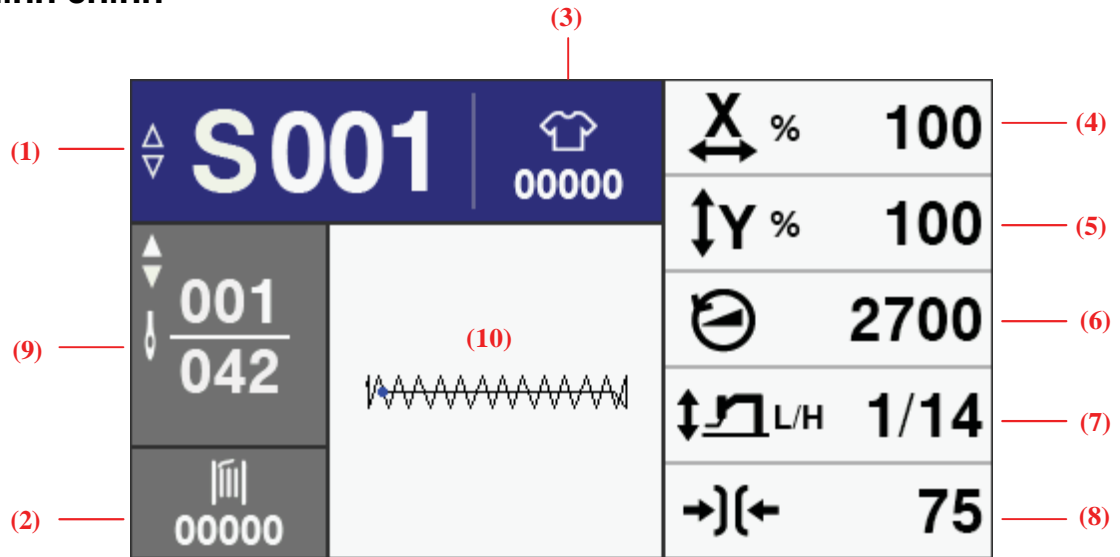 (3)
(1) S001
00000
X % 100 (4)
Y % 100 (5)
2700 (6)
L/H 1/14 (7)
75 (8)
(9) 001
042
(10)
(2) 00000